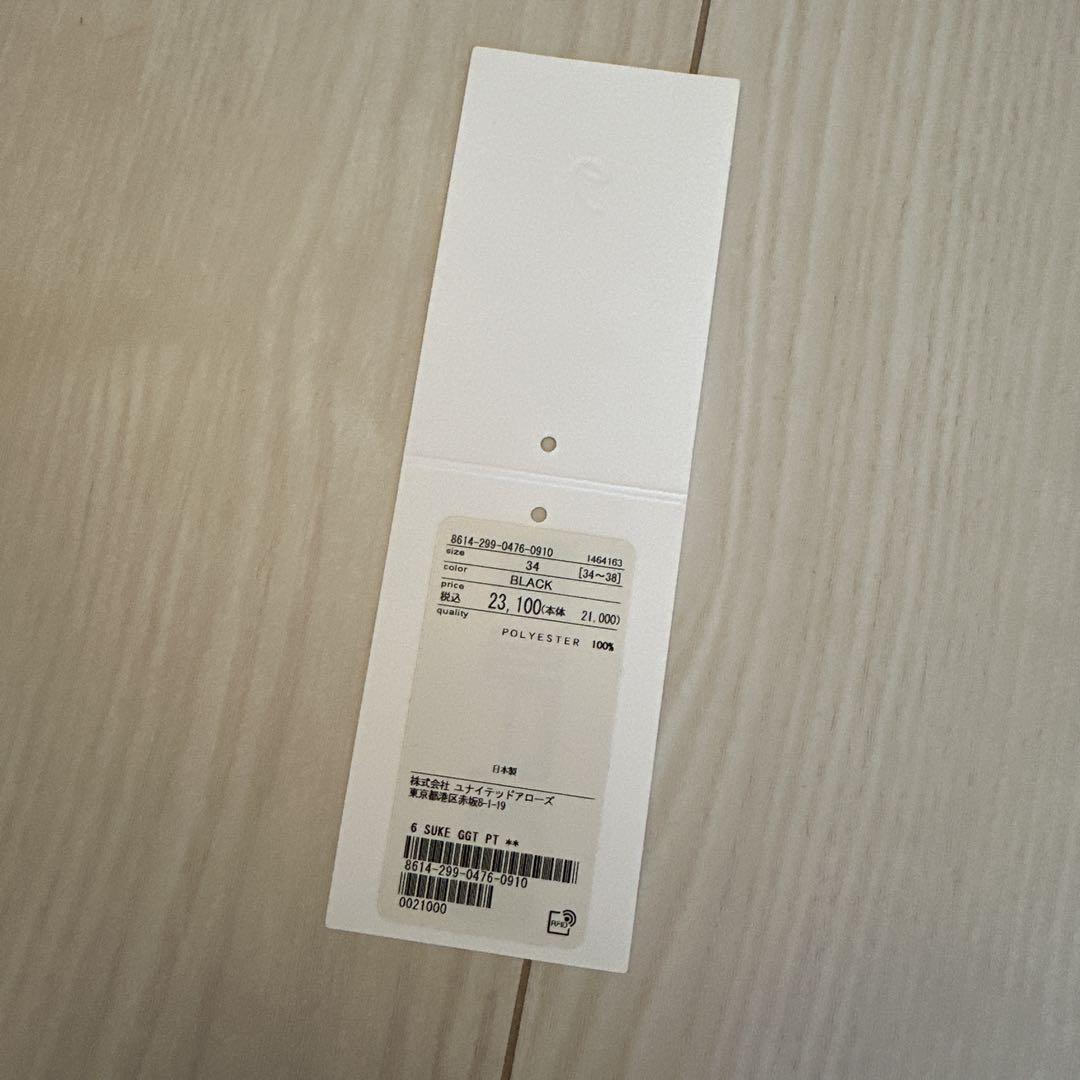 8614-299-0476-0910 1464163
size 34 [34〜38]
color BLACK
price
税込 23,100(本体 21,000)
quality
POLYESTER 100%
日本製
株式会社 ユナイテッドアローズ
東京都港区赤坂8-1-19
6 SUKE GGT PT **
8614-299-0476-0910
0021000
RFID